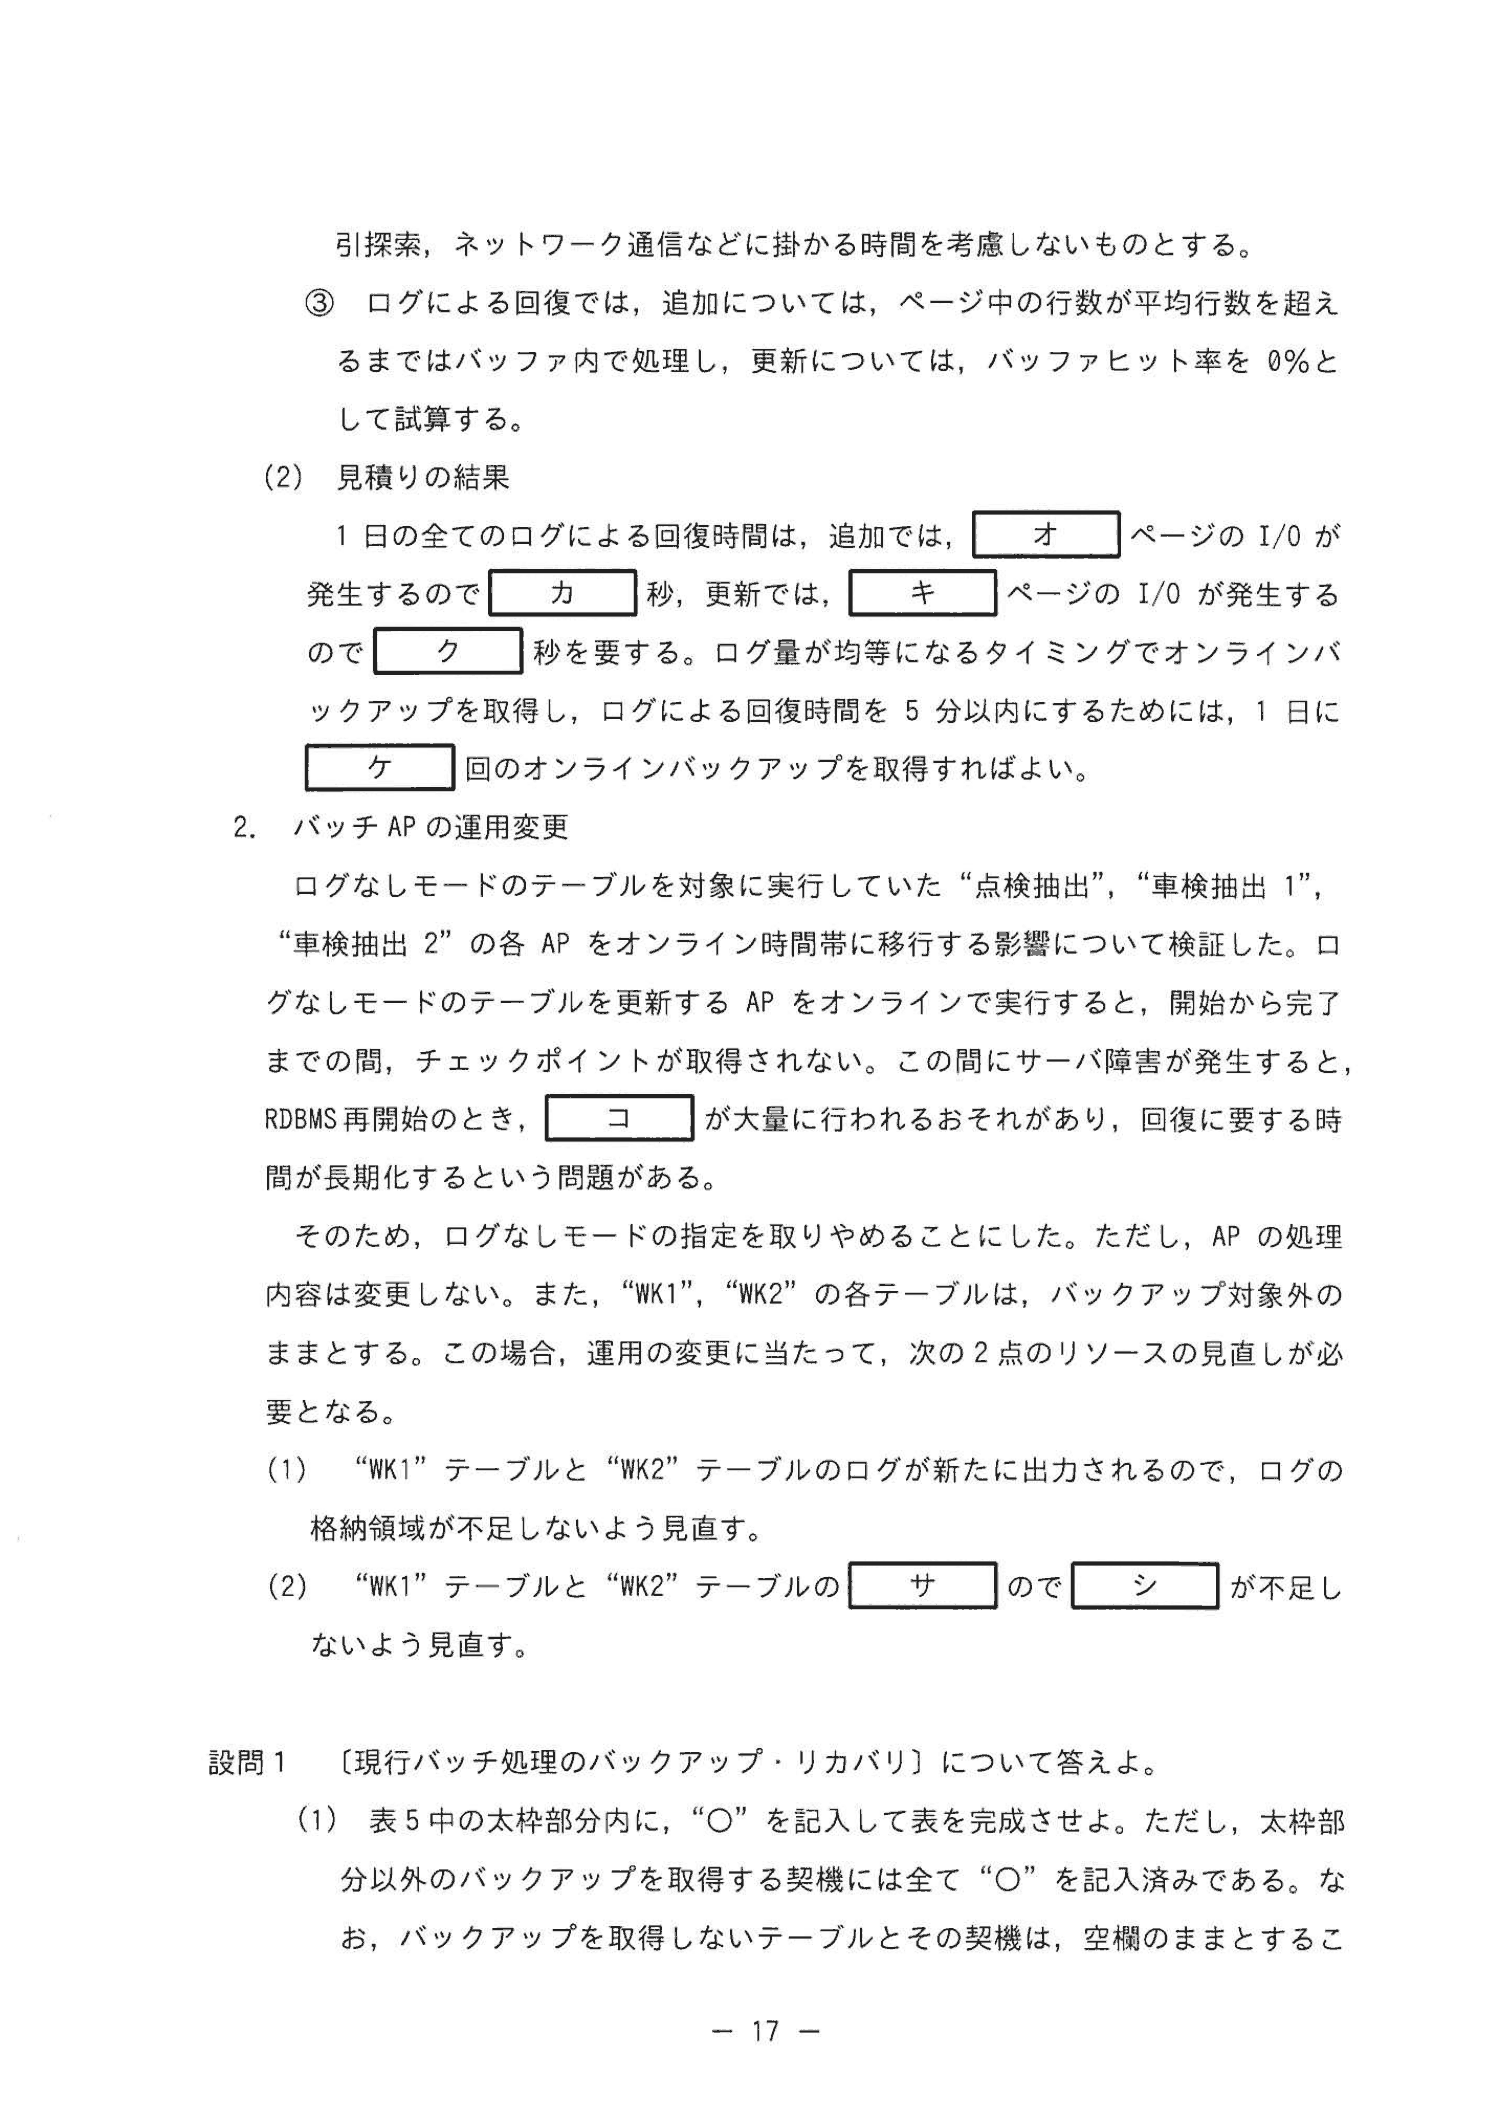 引探索，ネットワーク通信などに掛かる時間を考慮しないものとする。
③　ログによる回復では，追加については，ページ中の行数が平均行数を超え
るまではバッファ内で処理し，更新については，バッファヒット率を 0%と
して試算する。
(2)　見積りの結果
1 日の全てのログによる回復時間は，追加では，オページの I/O が
発生するのでカ秒，更新では，キページの I/O が発生する
のでク秒を要する。ログ量が均等になるタイミングでオンラインバ
ックアップを取得し，ログによる回復時間を 5 分以内にするためには，1 日に
ケ回のオンラインバックアップを取得すればよい。
2.　バッチ AP の運用変更
ログなしモードのテーブルを対象に実行していた “点検抽出”，“車検抽出 1”，
“車検抽出 2” の各 AP をオンライン時間帯に移行する影響について検証した。ロ
グなしモードのテーブルを更新する AP をオンラインで実行すると，開始から完了
までの間，チェックポイントが取得されない。この間にサーバ障害が発生すると，
RDBMS 再開始のとき，コが大量に行われるおそれがあり，回復に要する時
間が長期化するという問題がある。
そのため，ログなしモードの指定を取りやめることにした。ただし，AP の処理
内容は変更しない。また，“WK1”，“WK2” の各テーブルは，バックアップ対象外の
ままとする。この場合，運用の変更に当たって，次の 2 点のリソースの見直しが必
要となる。
(1)　“WK1” テーブルと “WK2” テーブルのログが新たに出力されるので，ログの
格納領域が不足しないよう見直す。
(2)　“WK1” テーブルと “WK2” テーブルのサのでシが不足し
ないよう見直す。
設問 1　〔現行バッチ処理のバックアップ・リカバリ〕について答えよ。
(1)　表 5 中の太枠部分内に，“○” を記入して表を完成させよ。ただし，太枠部
分以外のバックアップを取得する契機には全て “○” を記入済みである。な
お，バックアップを取得しないテーブルとその契機は，空欄のままとするこ
－ 17 －